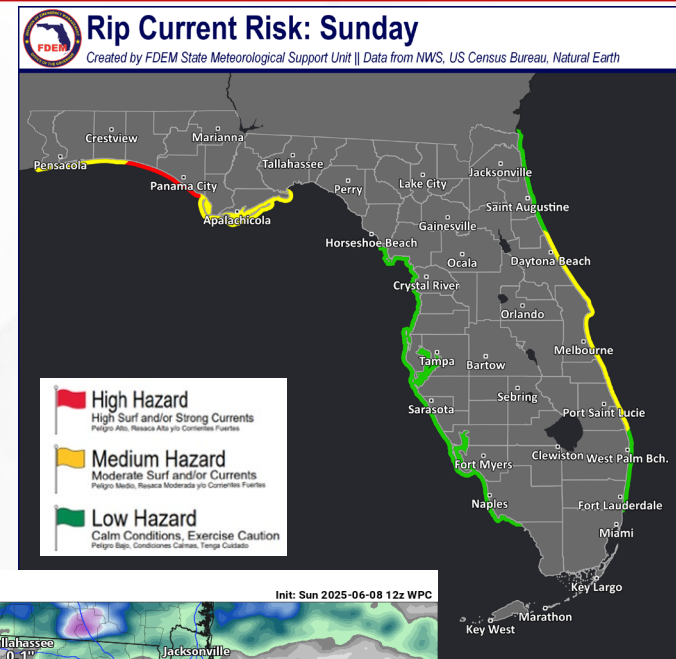 Rip Current Risk: Sunday
FDEM
Created by FDEM State Meteorological Support Unit || Data from NWS, US Census Bureau, Natural Earth
Crestview
Marianna
Pensacola
Tallahassee
Jacksonville
Panama City
Perry
Lake City
Apalachicola
Saint Augustine
Gainesville
Horseshoe Beach
Ocala
Daytona Beach
Crystal River
Orlando
Tampa
Bartow
Melbourne
Sebring
Sarasota
Port Saint Lucie
Fort Myers
Clewiston
West Palm Bch.
Naples
Fort Lauderdale
Miami
Key Largo
Marathon
Key West
High Hazard
High Surf and/or Strong Currents
Peligro Alto, Resaca Alta y/o Corrientes Fuertes
Medium Hazard
Moderate Surf and/or Currents
Peligro Medio, Resaca Moderada y/o Corrientes Fuertes
Low Hazard
Calm Conditions, Exercise Caution
Peligro Bajo, Condiciones Calmas, Tenga Cuidado
Init: Sun 2025-06-08 12z WPC
llahassee
0.1"
Jacksonville